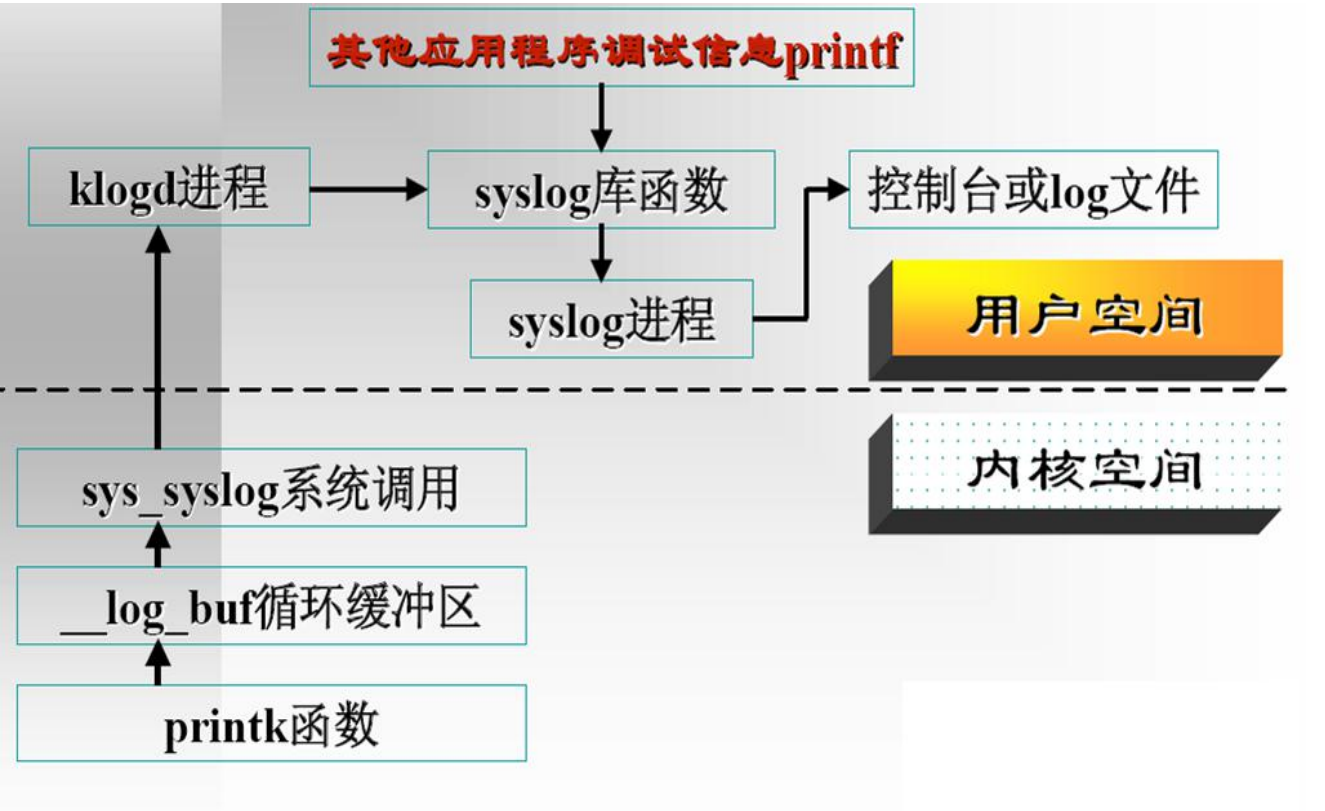 其他应用程序调试信息printf
klogd进程
syslog库函数
控制台或log文件
syslog进程
用户空间
sys_syslog系统调用
内核空间
__log_buf循环缓冲区
printk函数